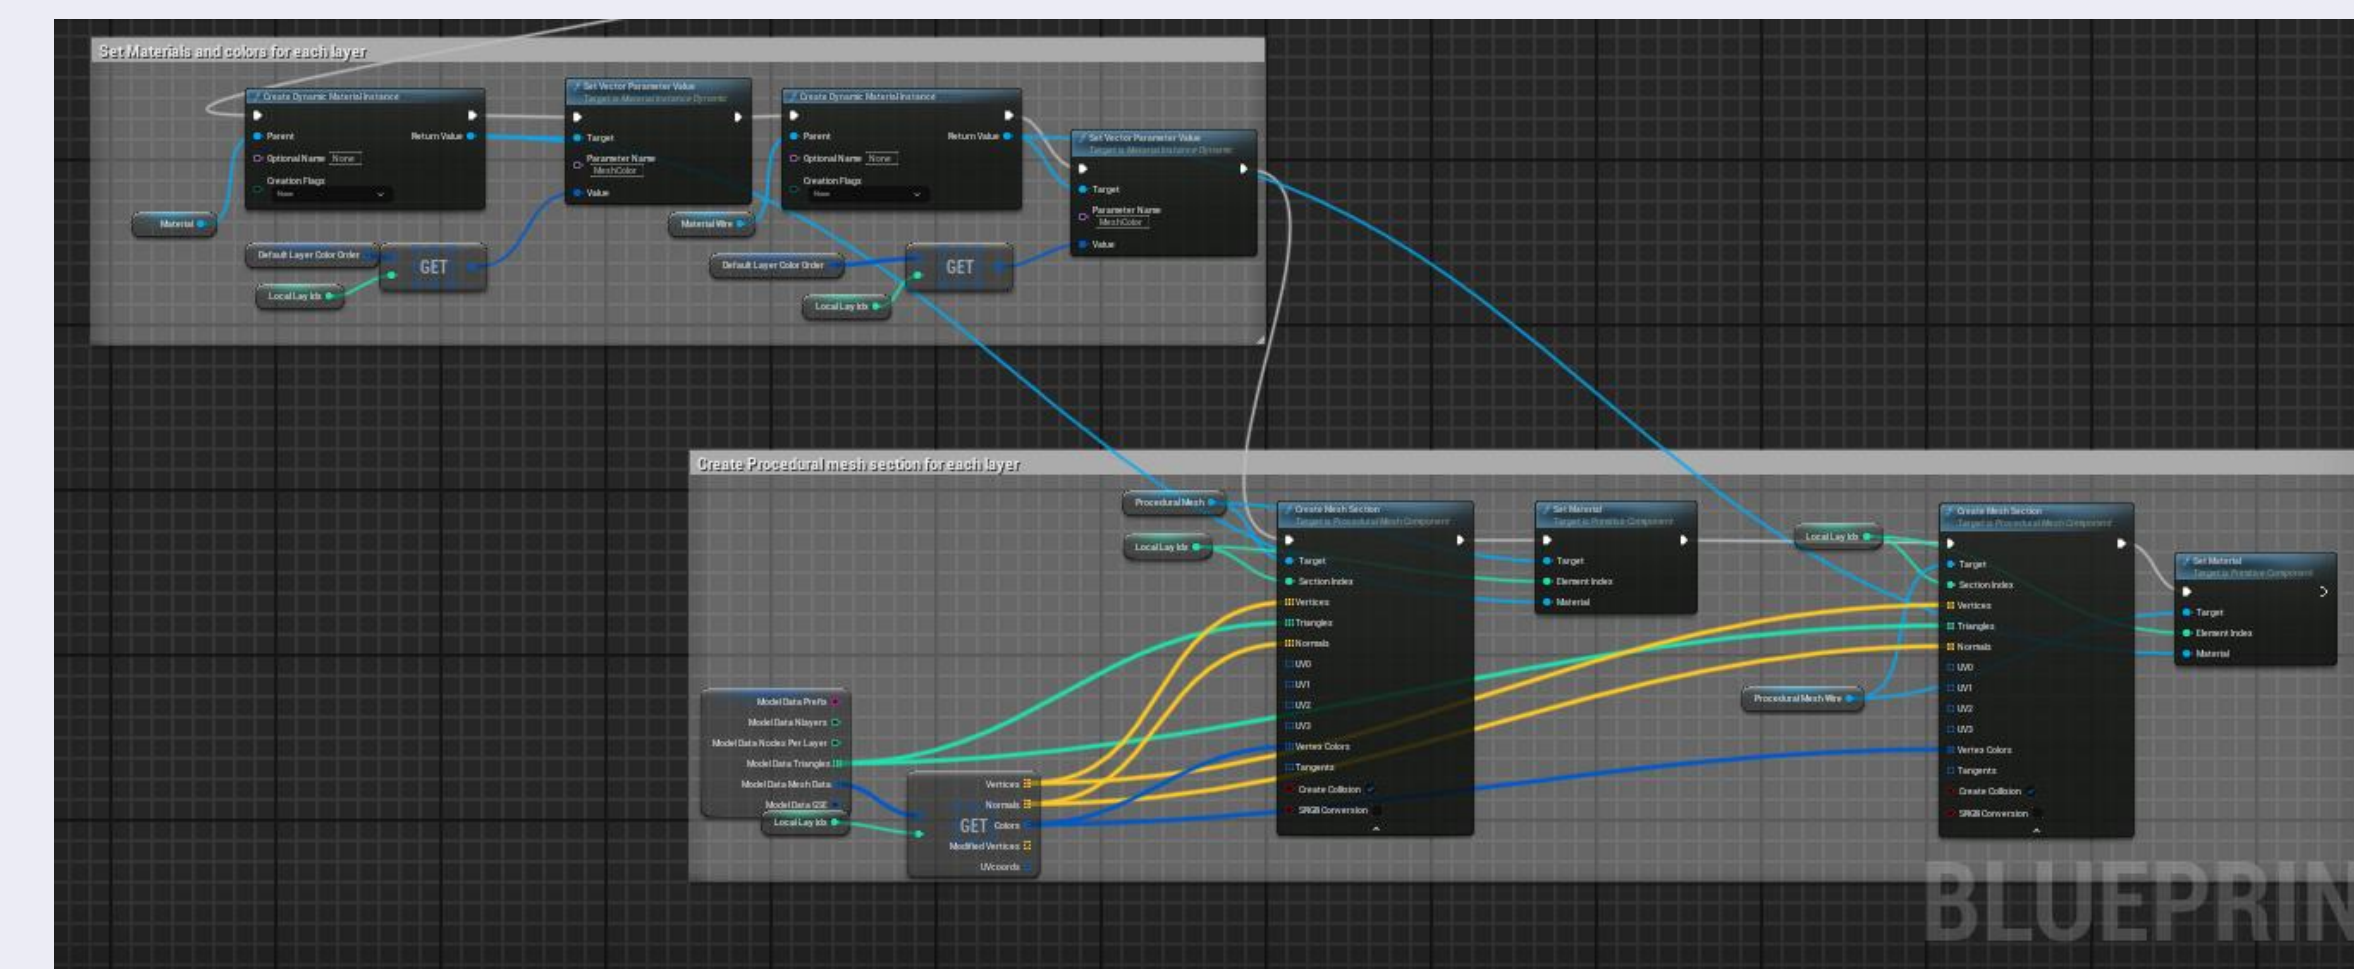 Set Materials and colors for each layer
Create Dynamic Material Instance
Parent
Return Value
Optional Name None
Creation Flags
None
Material
Default Layer Color Order
GET
Local Lay Idx
Set Vector Parameter Value
Target is Material Instance Dynamic
Target
Parameter Name
MeshColor
Value
Material Wire
Create Dynamic Material Instance
Parent
Return Value
Optional Name None
Creation Flags
None
Default Layer Color Order
GET
Local Lay Idx
Set Vector Parameter Value
Target is Material Instance Dynamic
Target
Parameter Name
MeshColor
Value
Create Procedural mesh section for each layer
Procedural Mesh
Local Lay Idx
Model Data Prefix
Model Data Nlayers
Model Data Nodes Per Layer
Model Data Triangles
Model Data Mesh Data
Model Data GSE
Local Lay Idx
GET
Vertices
Normals
Colors
Modified Vertices
UVcoords
Create Mesh Section
Target is Procedural Mesh Component
Target
Section Index
Vertices
Triangles
Normals
UV0
UV1
UV2
UV3
Vertex Colors
Tangents
Create Collision
SRGB Conversion
Set Material
Target is Primitive Component
Target
Element Index
Material
Local Lay Idx
Procedural Mesh Wire
Create Mesh Section
Target is Procedural Mesh Component
Target
Section Index
Vertices
Triangles
Normals
UV0
UV1
UV2
UV3
Vertex Colors
Tangents
Create Collision
SRGB Conversion
Set Material
Target is Primitive Component
Target
Element Index
Material
BLUEPRIN